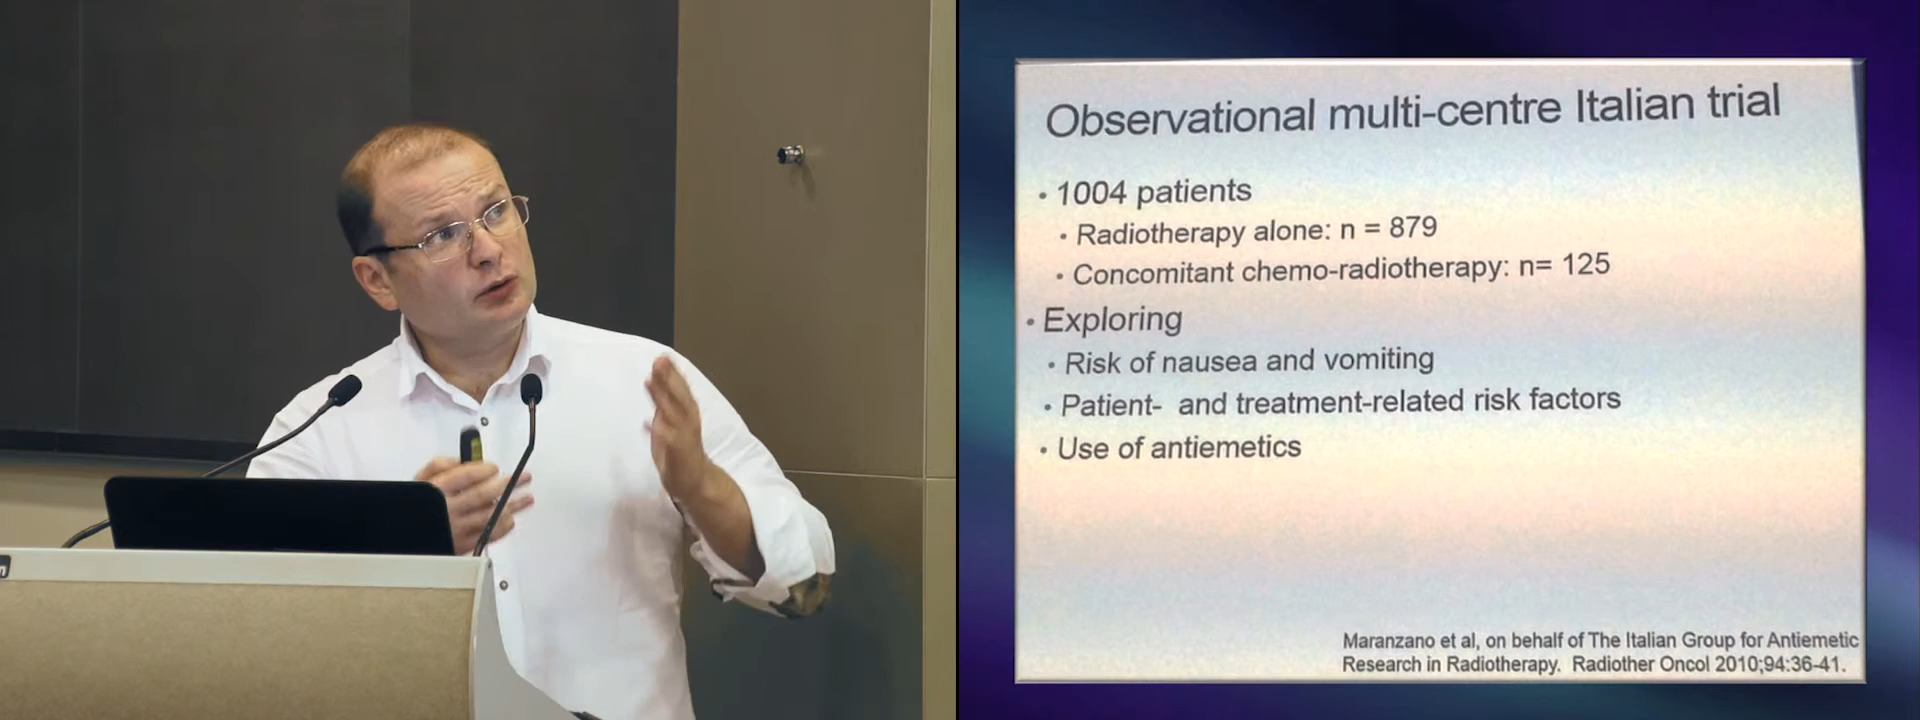 Observational multi-centre Italian trial
• 1004 patients
• Radiotherapy alone: n = 879
• Concomitant chemo-radiotherapy: n= 125
• Exploring
• Risk of nausea and vomiting
• Patient- and treatment-related risk factors
• Use of antiemetics
Maranzano et al, on behalf of The Italian Group for Antiemetic
Research in Radiotherapy. Radiother Oncol 2010;94:36-41.